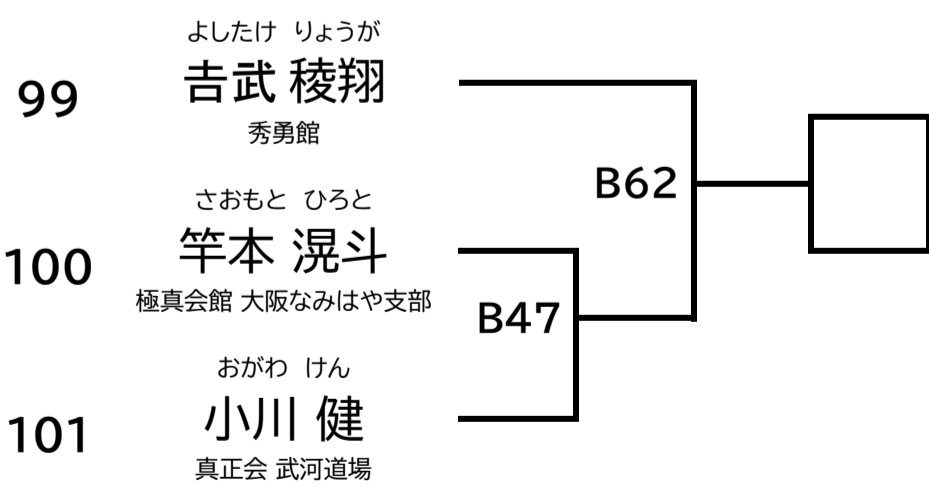 よしたけ りょうが
99 𠮷武 稜翔
秀勇館
B62
さおもと ひろと
100 竿本 滉斗
極真会館 大阪なみはや支部
B47
おがわ けん
101 小川 健
真正会 武河道場